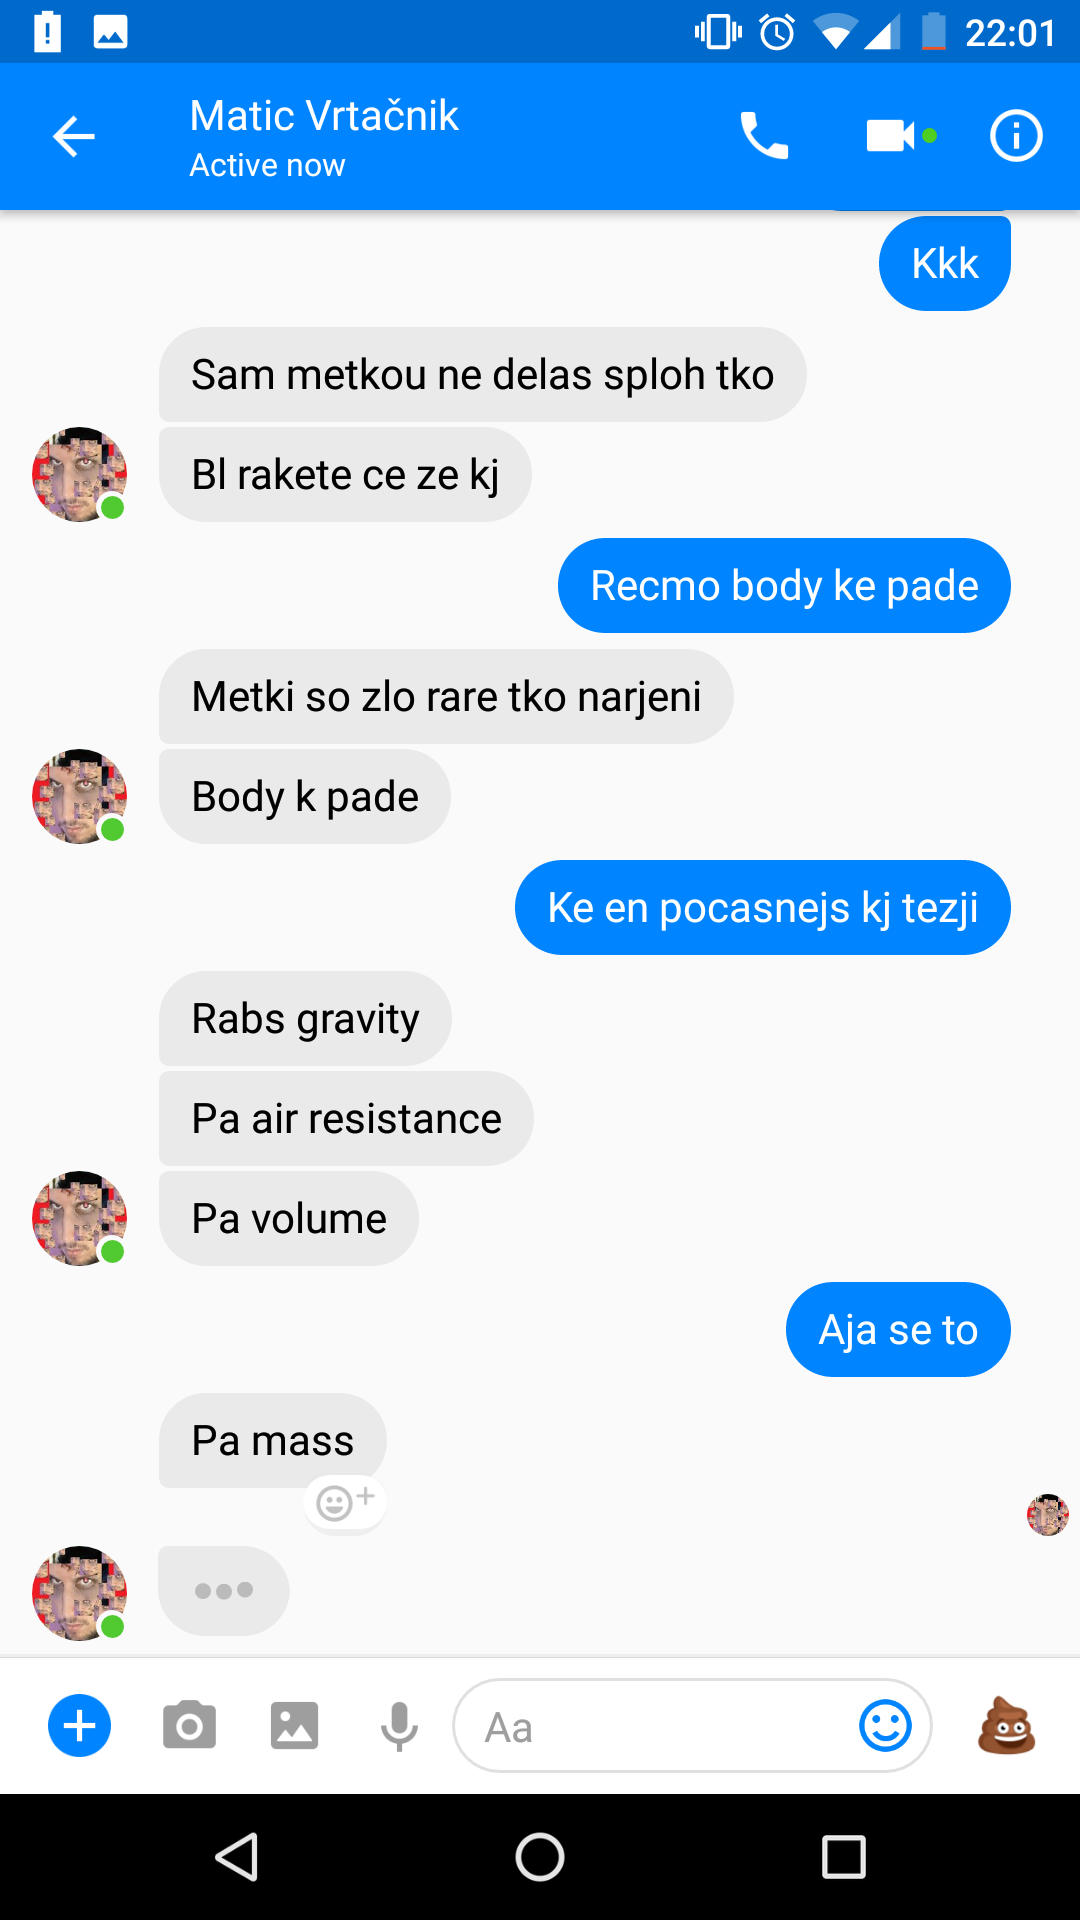 22:01
Matic Vrtačnik
Active now
Kkk
Sam metkou ne delas sploh tko
Bl rakete ce ze kj
Recmo body ke pade
Metki so zlo rare tko narjeni
Body k pade
Ke en pocasnejs kj tezji
Rabs gravity
Pa air resistance
Pa volume
Aja se to
Pa mass
Aa